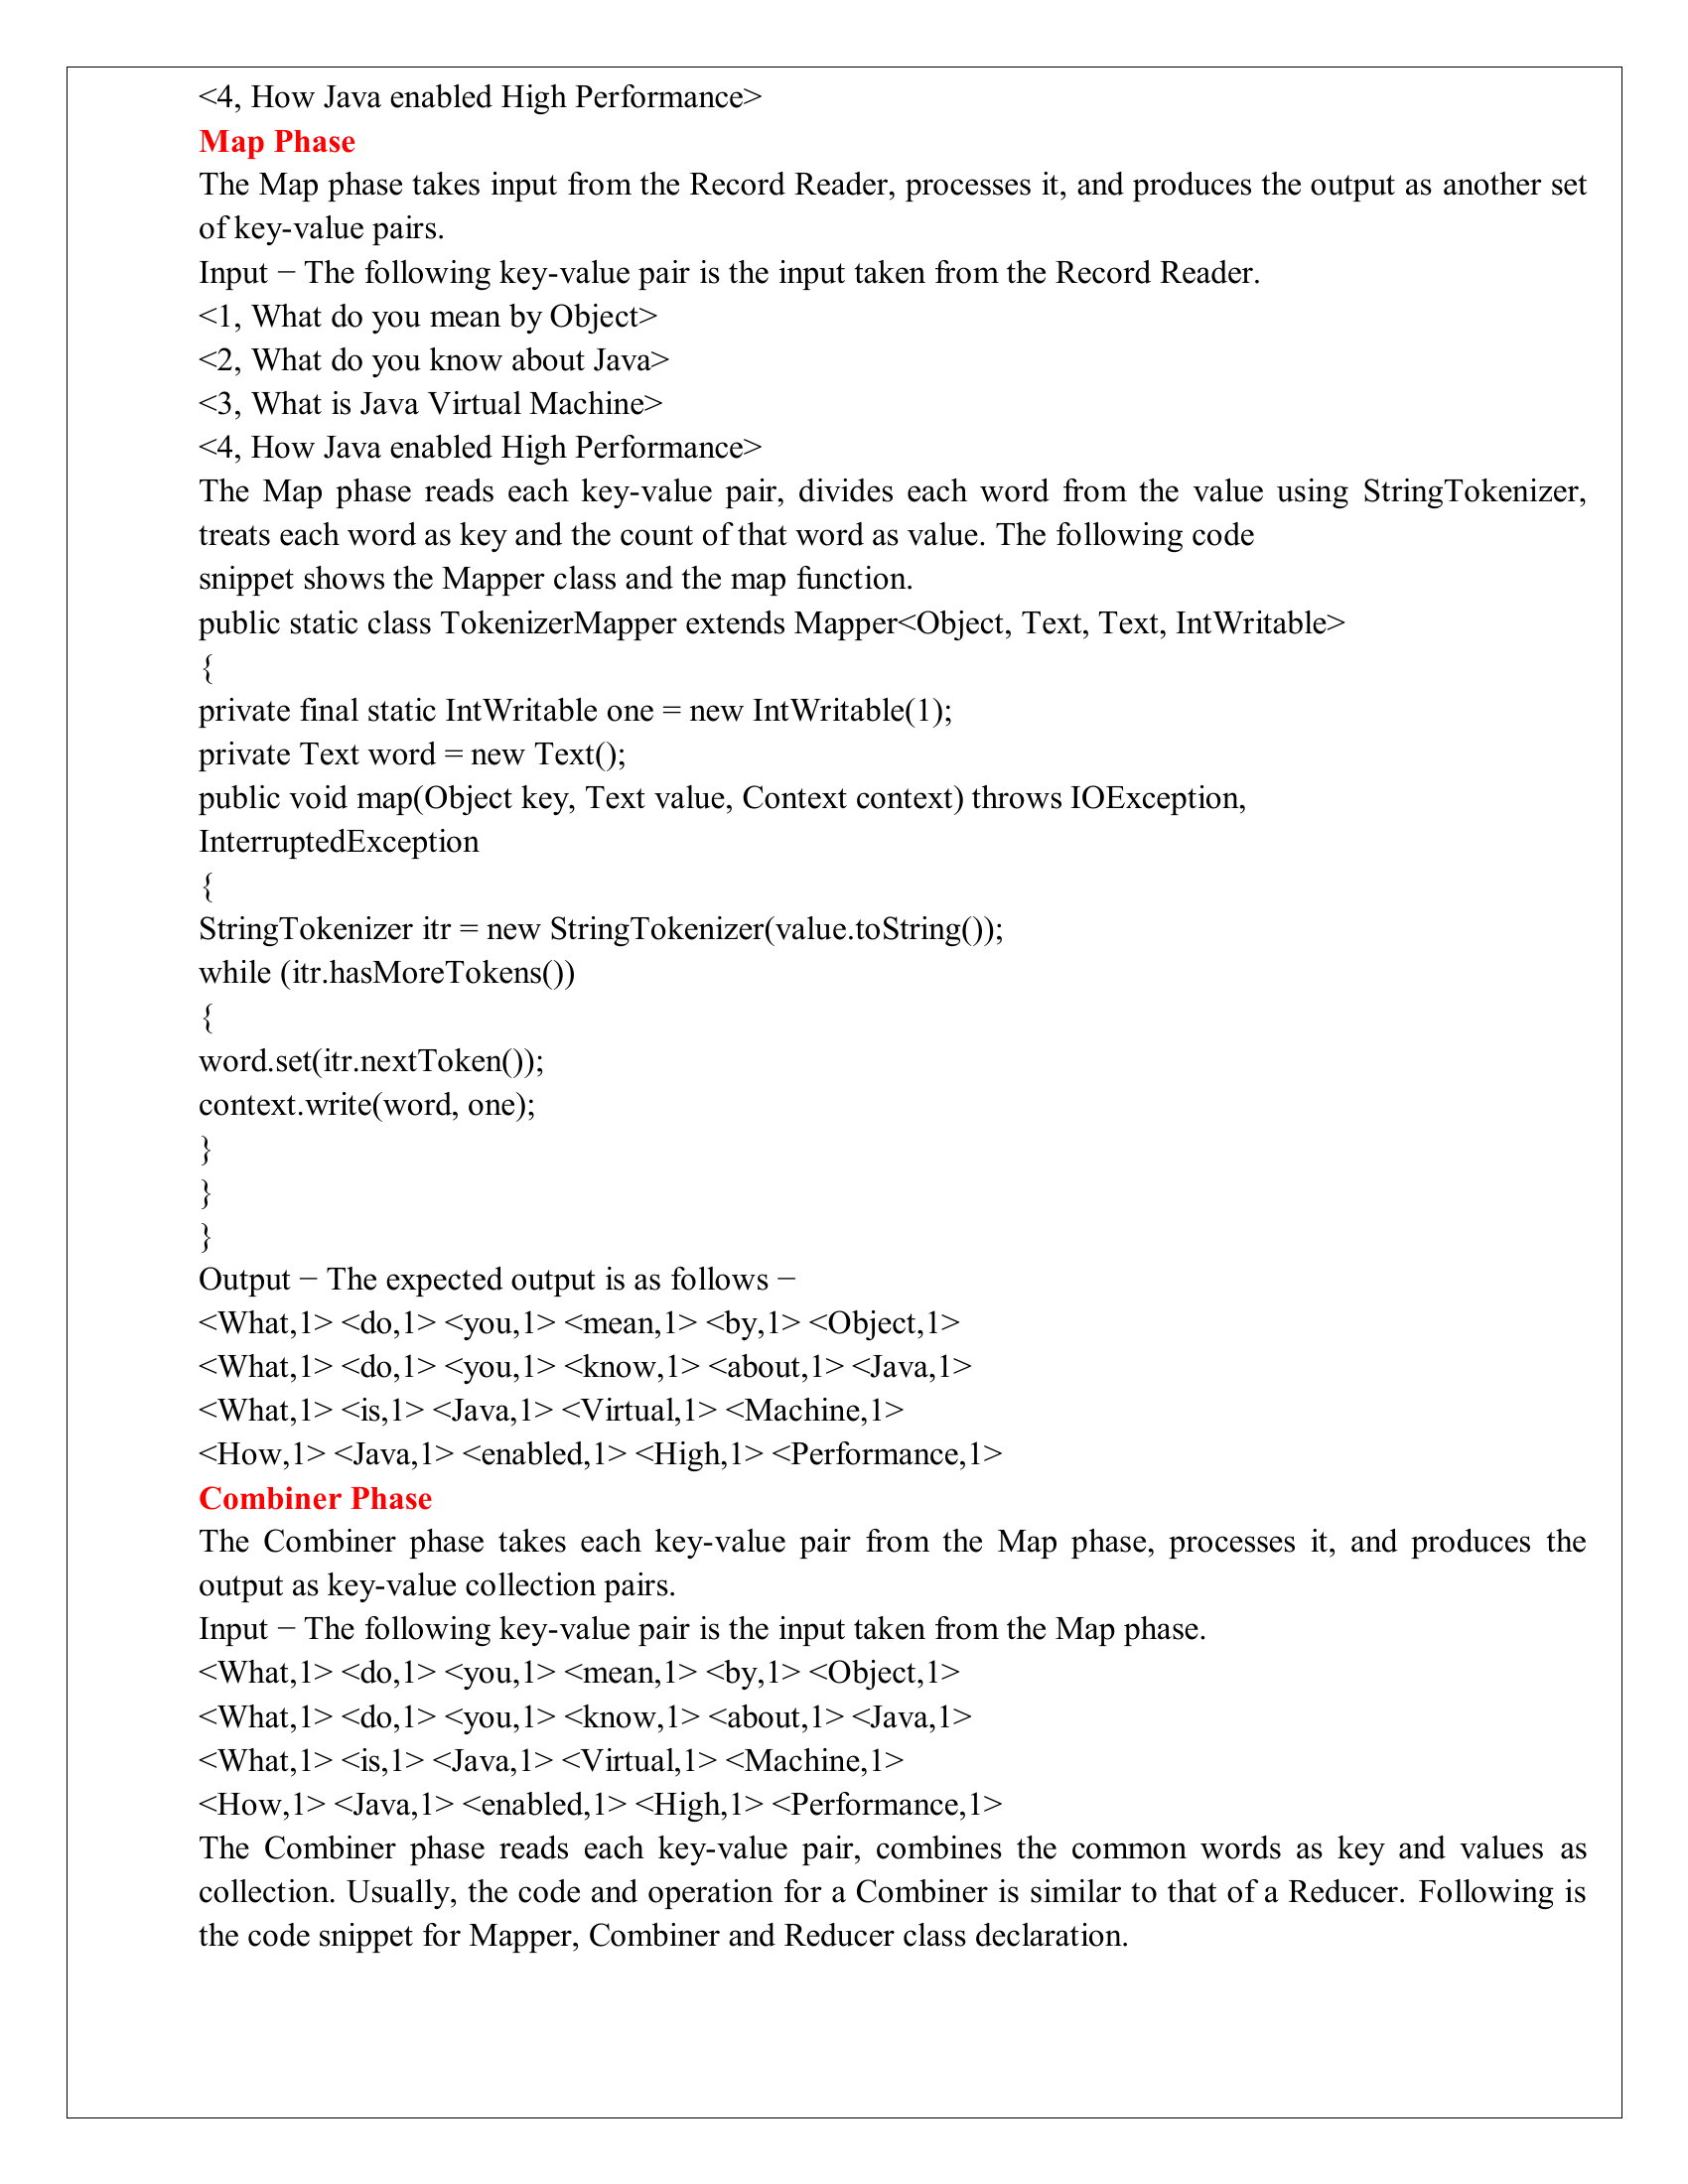 <4, How Java enabled High Performance>
Map Phase
The Map phase takes input from the Record Reader, processes it, and produces the output as another set
of key-value pairs.
Input − The following key-value pair is the input taken from the Record Reader.
<1, What do you mean by Object>
<2, What do you know about Java>
<3, What is Java Virtual Machine>
<4, How Java enabled High Performance>
The Map phase reads each key-value pair, divides each word from the value using StringTokenizer,
treats each word as key and the count of that word as value. The following code
snippet shows the Mapper class and the map function.
public static class TokenizerMapper extends Mapper<Object, Text, Text, IntWritable>
{
private final static IntWritable one = new IntWritable(1);
private Text word = new Text();
public void map(Object key, Text value, Context context) throws IOException,
InterruptedException
{
StringTokenizer itr = new StringTokenizer(value.toString());
while (itr.hasMoreTokens())
{
word.set(itr.nextToken());
context.write(word, one);
}
}
}
Output − The expected output is as follows −
<What,1> <do,1> <you,1> <mean,1> <by,1> <Object,1>
<What,1> <do,1> <you,1> <know,1> <about,1> <Java,1>
<What,1> <is,1> <Java,1> <Virtual,1> <Machine,1>
<How,1> <Java,1> <enabled,1> <High,1> <Performance,1>
Combiner Phase
The Combiner phase takes each key-value pair from the Map phase, processes it, and produces the
output as key-value collection pairs.
Input − The following key-value pair is the input taken from the Map phase.
<What,1> <do,1> <you,1> <mean,1> <by,1> <Object,1>
<What,1> <do,1> <you,1> <know,1> <about,1> <Java,1>
<What,1> <is,1> <Java,1> <Virtual,1> <Machine,1>
<How,1> <Java,1> <enabled,1> <High,1> <Performance,1>
The Combiner phase reads each key-value pair, combines the common words as key and values as
collection. Usually, the code and operation for a Combiner is similar to that of a Reducer. Following is
the code snippet for Mapper, Combiner and Reducer class declaration.